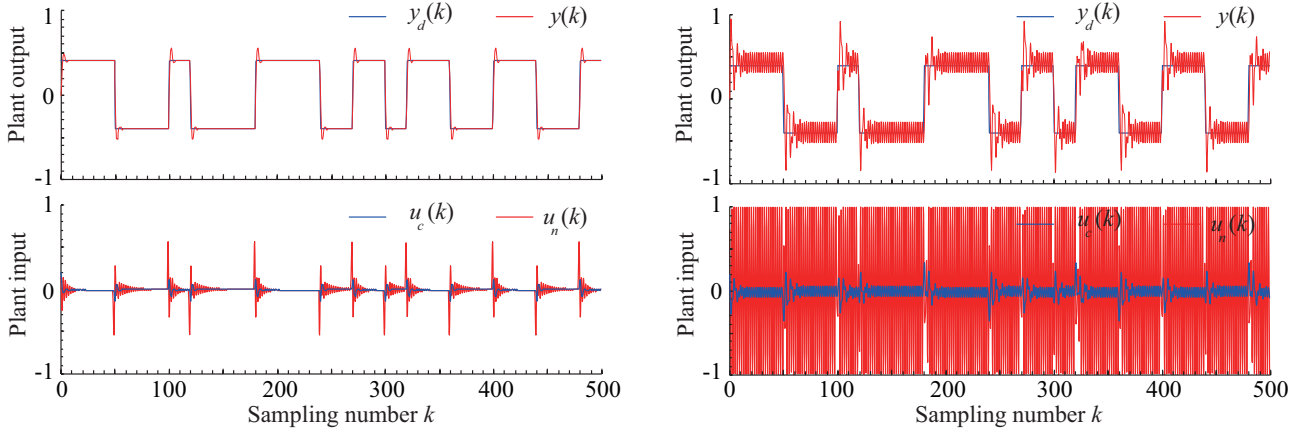 y_d(k) y(k)
Plant output
1
0
-1
u_c(k) u_n(k)
Plant input
1
0
-1
0 100 200 300 400 500
Sampling number k
y_d(k) y(k)
Plant output
1
0
-1
u_c(k) u_n(k)
Plant input
1
0
-1
0 100 200 300 400 500
Sampling number k